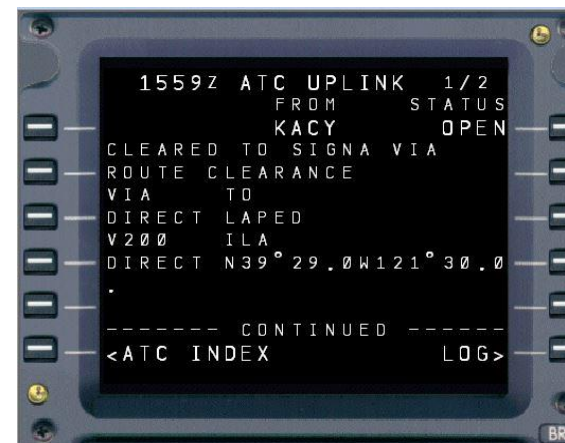 1559Z ATC UPLINK 1/2
FROM STATUS
KACY OPEN
CLEARED TO SIGNA VIA
ROUTE CLEARANCE
VIA TO
DIRECT LAPED
V200 ILA
DIRECT N39°29.0W121°30.0
.
------- CONTINUED ------
<ATC INDEX LOG>
BR